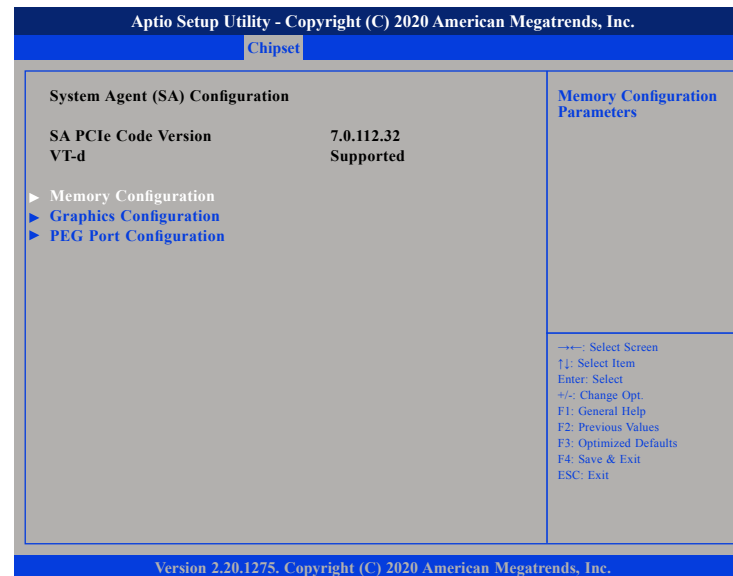 Aptio Setup Utility - Copyright (C) 2020 American Megatrends, Inc.
Chipset
System Agent (SA) Configuration
SA PCIe Code Version 7.0.112.32
VT-d Supported
► Memory Configuration
► Graphics Configuration
► PEG Port Configuration
Memory Configuration
Parameters
→←: Select Screen
↑↓: Select Item
Enter: Select
+/-: Change Opt.
F1: General Help
F2: Previous Values
F3: Optimized Defaults
F4: Save & Exit
ESC: Exit
Version 2.20.1275. Copyright (C) 2020 American Megatrends, Inc.